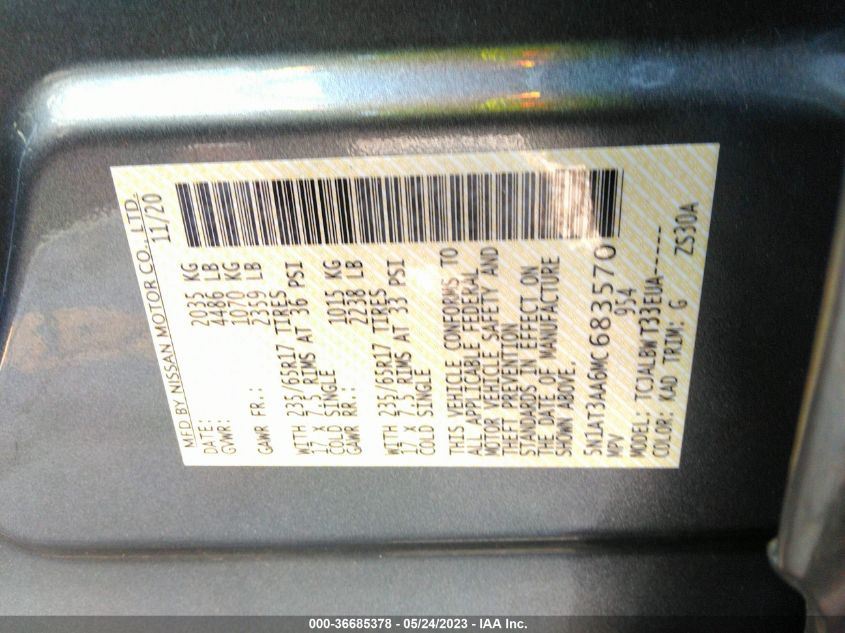 MFD BY NISSAN MOTOR CO., LTD.
DATE: 11/20
GVWR: 2035 KG
4486 LB
GAWR FR.: 1070 KG
2359 LB
WITH 235/65R17 TIRES
17 X 7.5 RIMS AT 36 PSI
COLD SINGLE
GAWR RR.: 1015 KG
2238 LB
WITH 235/65R17 TIRES
17 X 7.5 RIMS AT 33 PSI
COLD SINGLE
THIS VEHICLE CONFORMS TO
ALL APPLICABLE FEDERAL
MOTOR VEHICLE SAFETY AND
THEFT PREVENTION
STANDARDS IN EFFECT ON
THE DATE OF MANUFACTURE
SHOWN ABOVE.
5N1AT3AA6MC683570
MPV 954
MODEL: TCJALBWT33EUA------
COLOR: KAD TRIM: G ZS30A
000-36685378 - 05/24/2023 - IAA Inc.